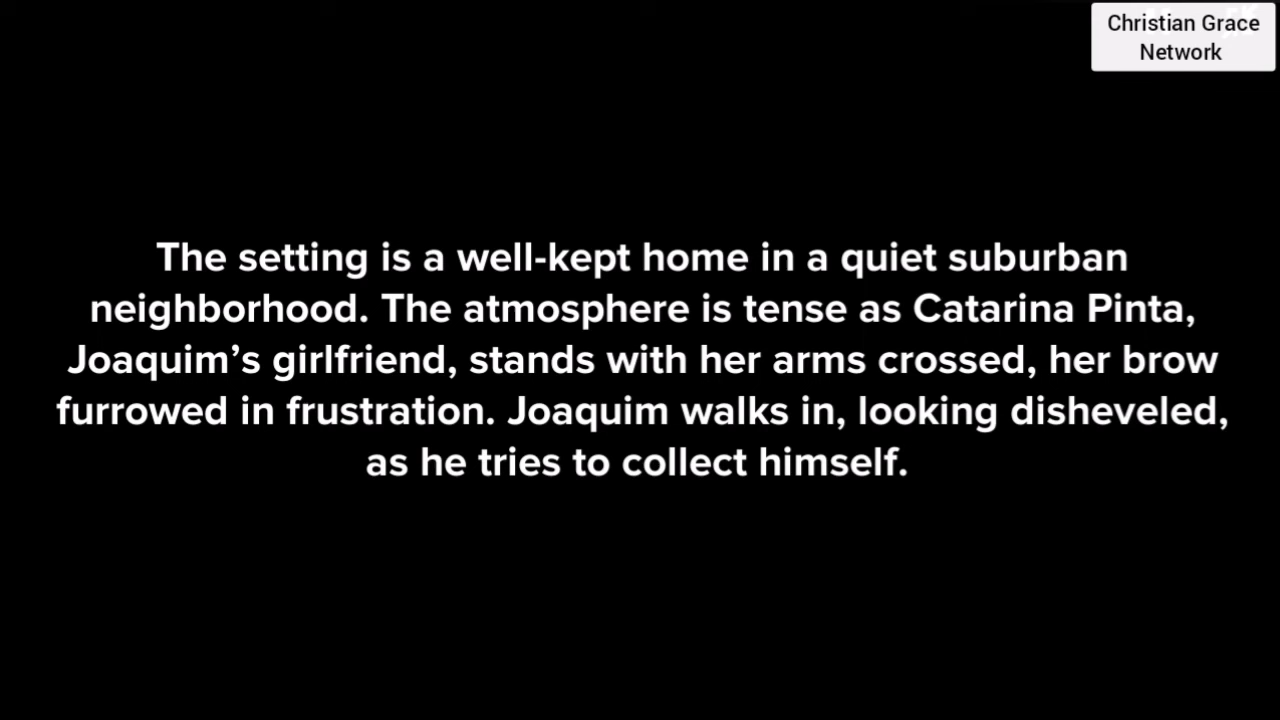 Christian Grace
Network
The setting is a well-kept home in a quiet suburban
neighborhood. The atmosphere is tense as Catarina Pinta,
Joaquim’s girlfriend, stands with her arms crossed, her brow
furrowed in frustration. Joaquim walks in, looking disheveled,
as he tries to collect himself.